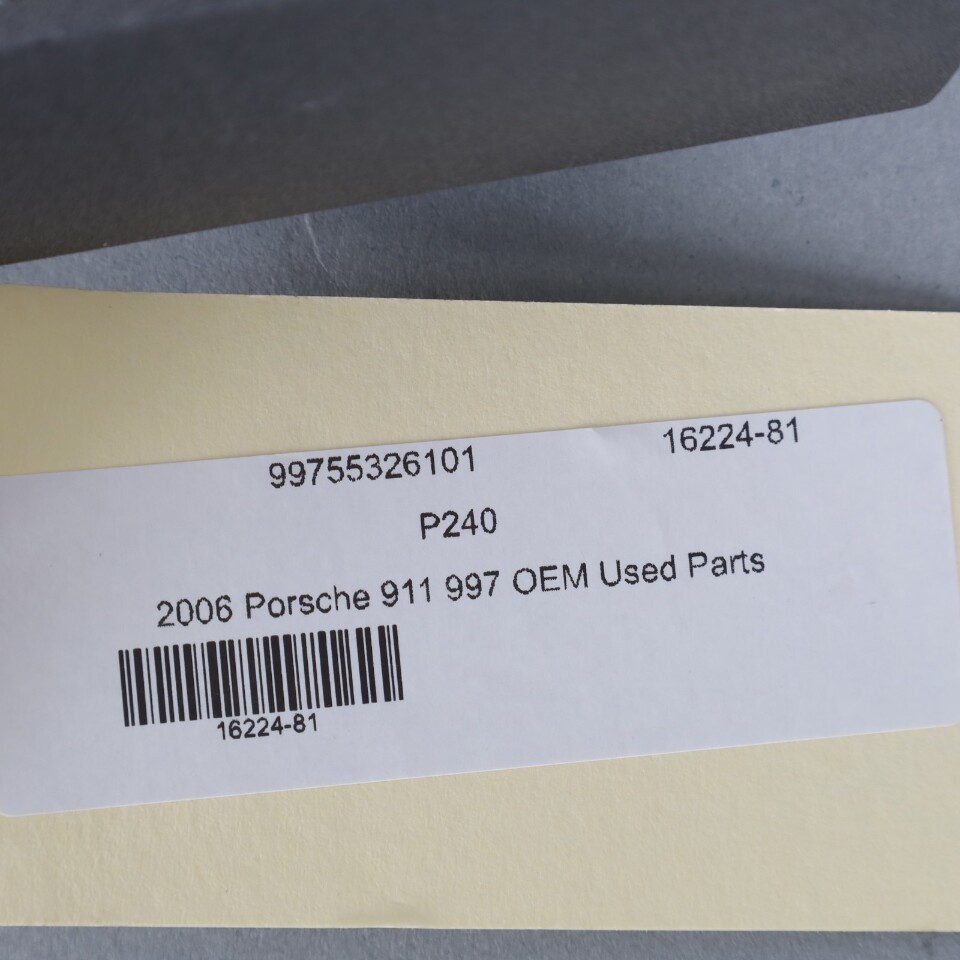 99755326101 16224-81
P240
2006 Porsche 911 997 OEM Used Parts
16224-81